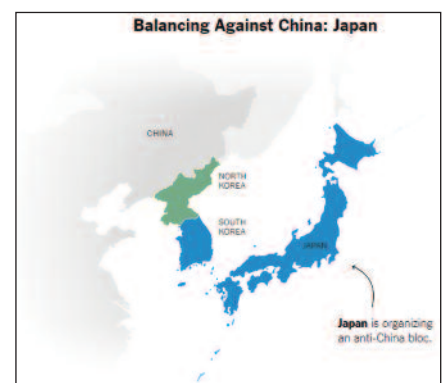 Balancing Against China: Japan
CHINA
NORTH
KOREA
SOUTH
KOREA
JAPAN
Japan is organizing
an anti-China bloc.